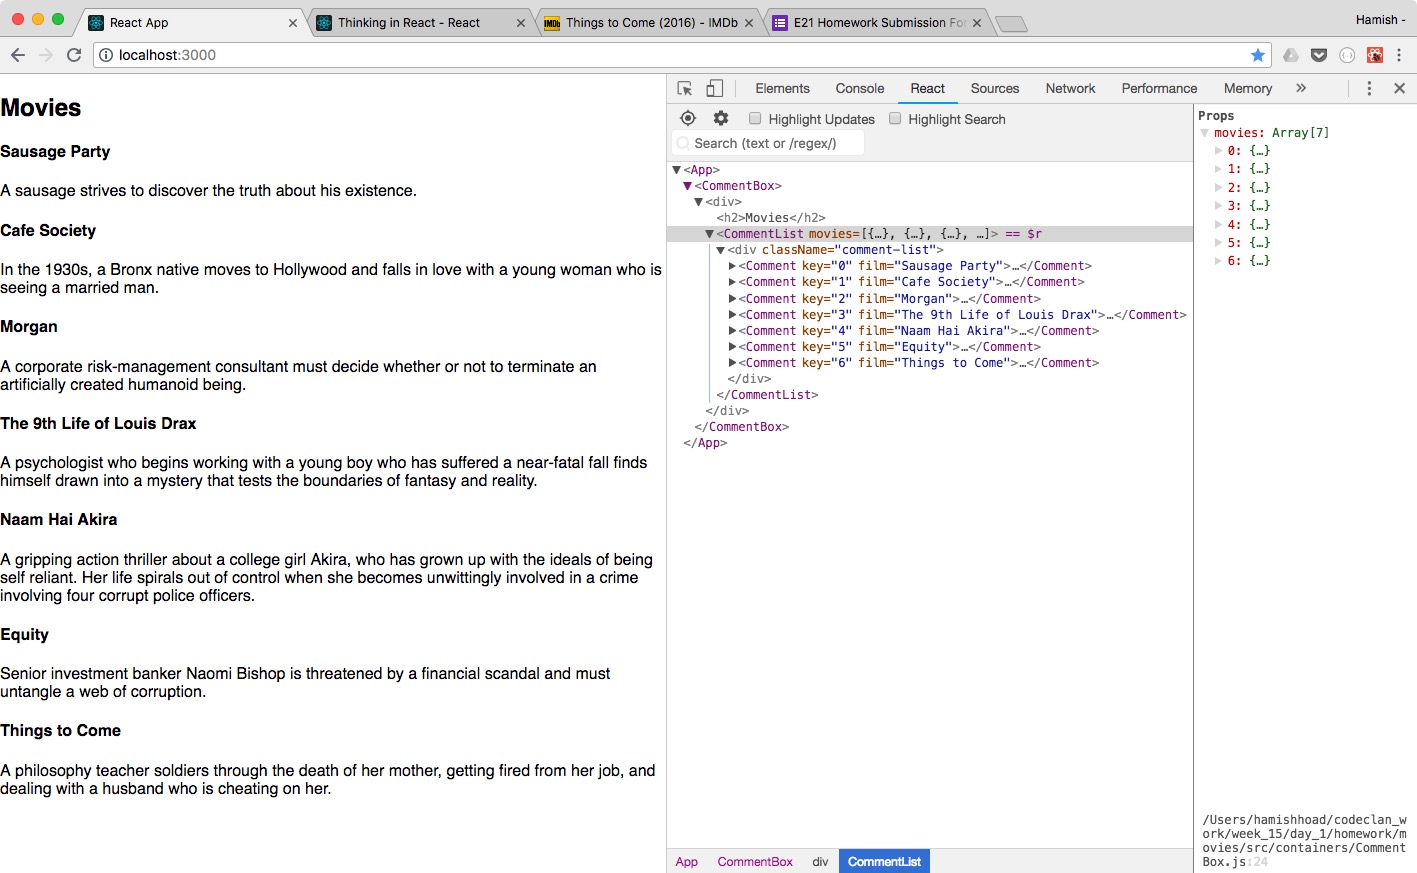 React App
Thinking in React - React
Things to Come (2016) - IMDb
E21 Homework Submission Fo
Hamish -
localhost:3000
Movies
Sausage Party
A sausage strives to discover the truth about his existence.
Cafe Society
In the 1930s, a Bronx native moves to Hollywood and falls in love with a young woman who is
seeing a married man.
Morgan
A corporate risk-management consultant must decide whether or not to terminate an
artificially created humanoid being.
The 9th Life of Louis Drax
A psychologist who begins working with a young boy who has suffered a near-fatal fall finds
himself drawn into a mystery that tests the boundaries of fantasy and reality.
Naam Hai Akira
A gripping action thriller about a college girl Akira, who has grown up with the ideals of being
self reliant. Her life spirals out of control when she becomes unwittingly involved in a crime
involving four corrupt police officers.
Equity
Senior investment banker Naomi Bishop is threatened by a financial scandal and must
untangle a web of corruption.
Things to Come
A philosophy teacher soldiers through the death of her mother, getting fired from her job, and
dealing with a husband who is cheating on her.
Elements Console React Sources Network Performance Memory »
Highlight Updates Highlight Search
Search (text or /regex/)
<App>
<CommentBox>
<div>
<h2>Movies</h2>
<CommentList movies=[{…}, {…}, {…}, …]> == $r
<div className="comment-list">
<Comment key="0" film="Sausage Party">…</Comment>
<Comment key="1" film="Cafe Society">…</Comment>
<Comment key="2" film="Morgan">…</Comment>
<Comment key="3" film="The 9th Life of Louis Drax">…</Comment>
<Comment key="4" film="Naam Hai Akira">…</Comment>
<Comment key="5" film="Equity">…</Comment>
<Comment key="6" film="Things to Come">…</Comment>
</div>
</CommentList>
</div>
</CommentBox>
</App>
App CommentBox div CommentList
Props
movies: Array[7]
0: {…}
1: {…}
2: {…}
3: {…}
4: {…}
5: {…}
6: {…}
/Users/hamishhoad/codeclan_w
ork/week_15/day_1/homework/m
ovies/src/containers/Comment
Box.js:24